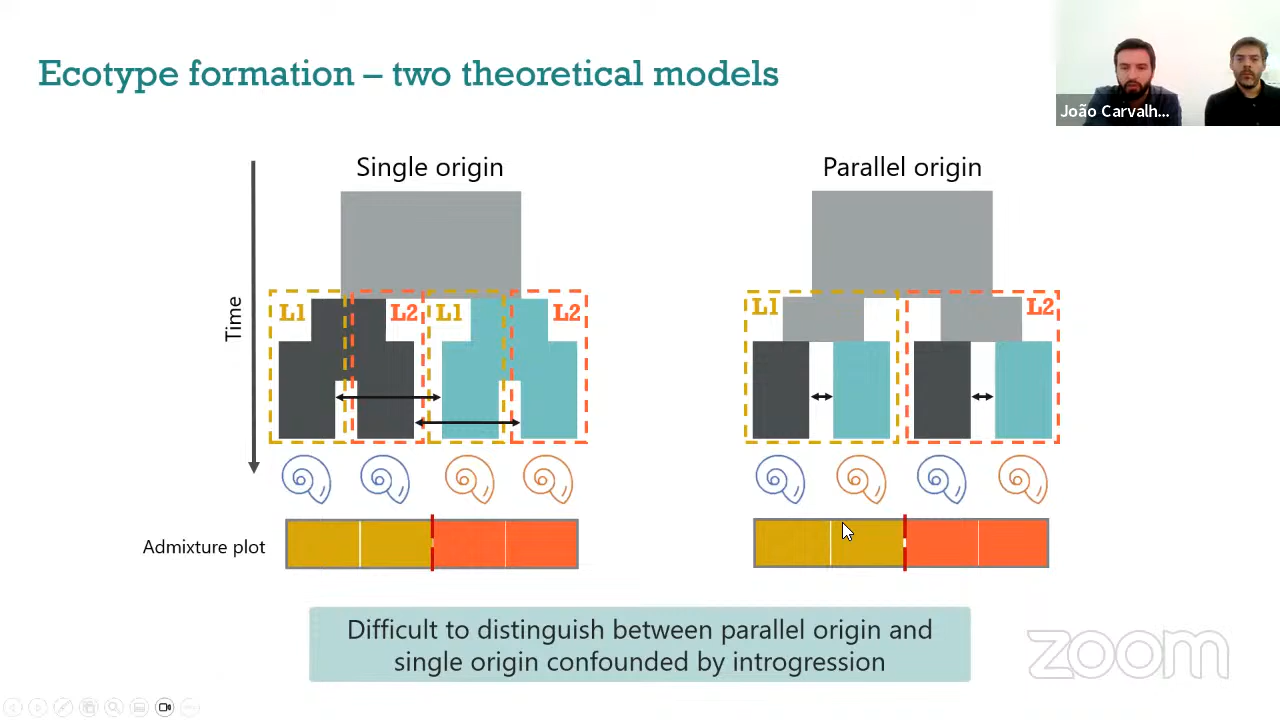 Ecotype formation – two theoretical models
João Carvalh...
Single origin
Parallel origin
Time
L1
L2
L1
L2
L1
L2
Admixture plot
Difficult to distinguish between parallel origin and
single origin confounded by introgression
zoom